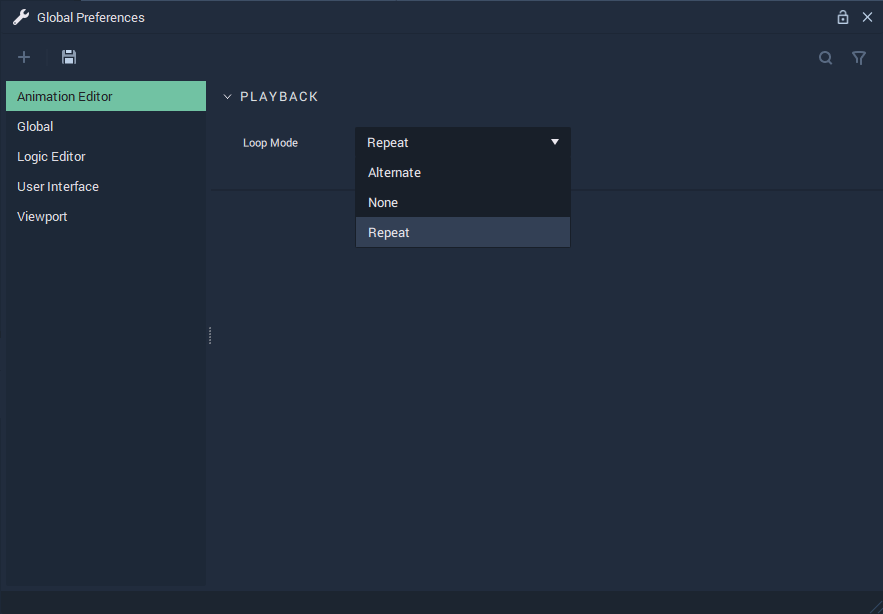 Global Preferences
Animation Editor
Global
Logic Editor
User Interface
Viewport
PLAYBACK
Loop Mode
Repeat
Alternate
None
Repeat